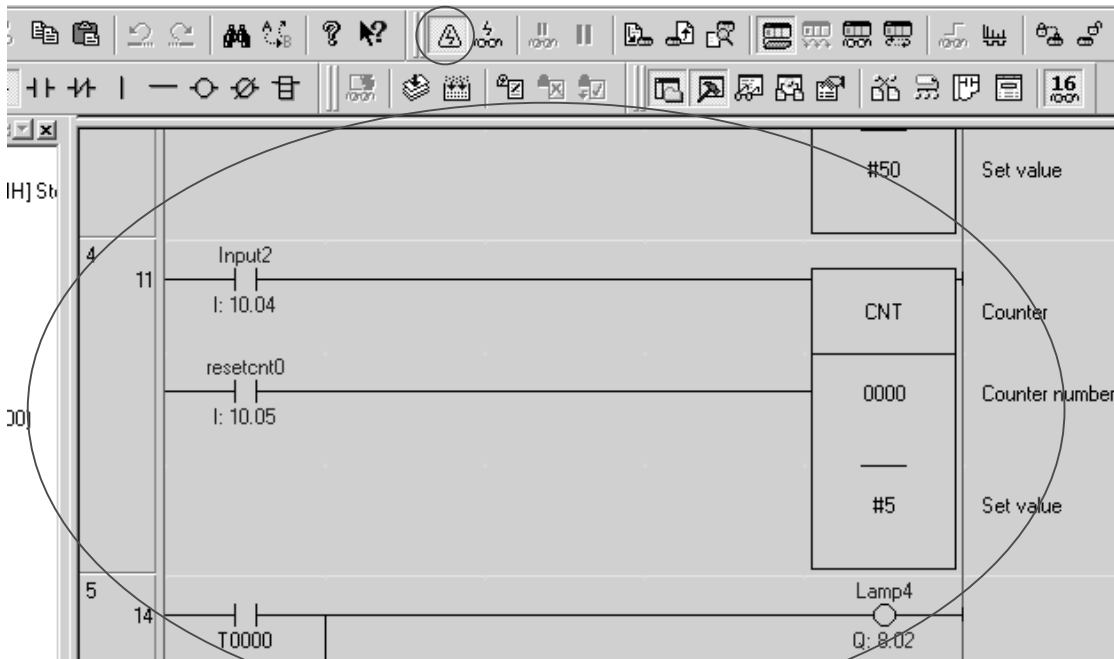 16
IH] St
#50
Set value
4
11
Input2
I: 10.04
CNT
Counter
resetcnt0
I: 10.05
0000
Counter number
00]
#5
Set value
5
14
T0000
Lamp4
Q: 8.02